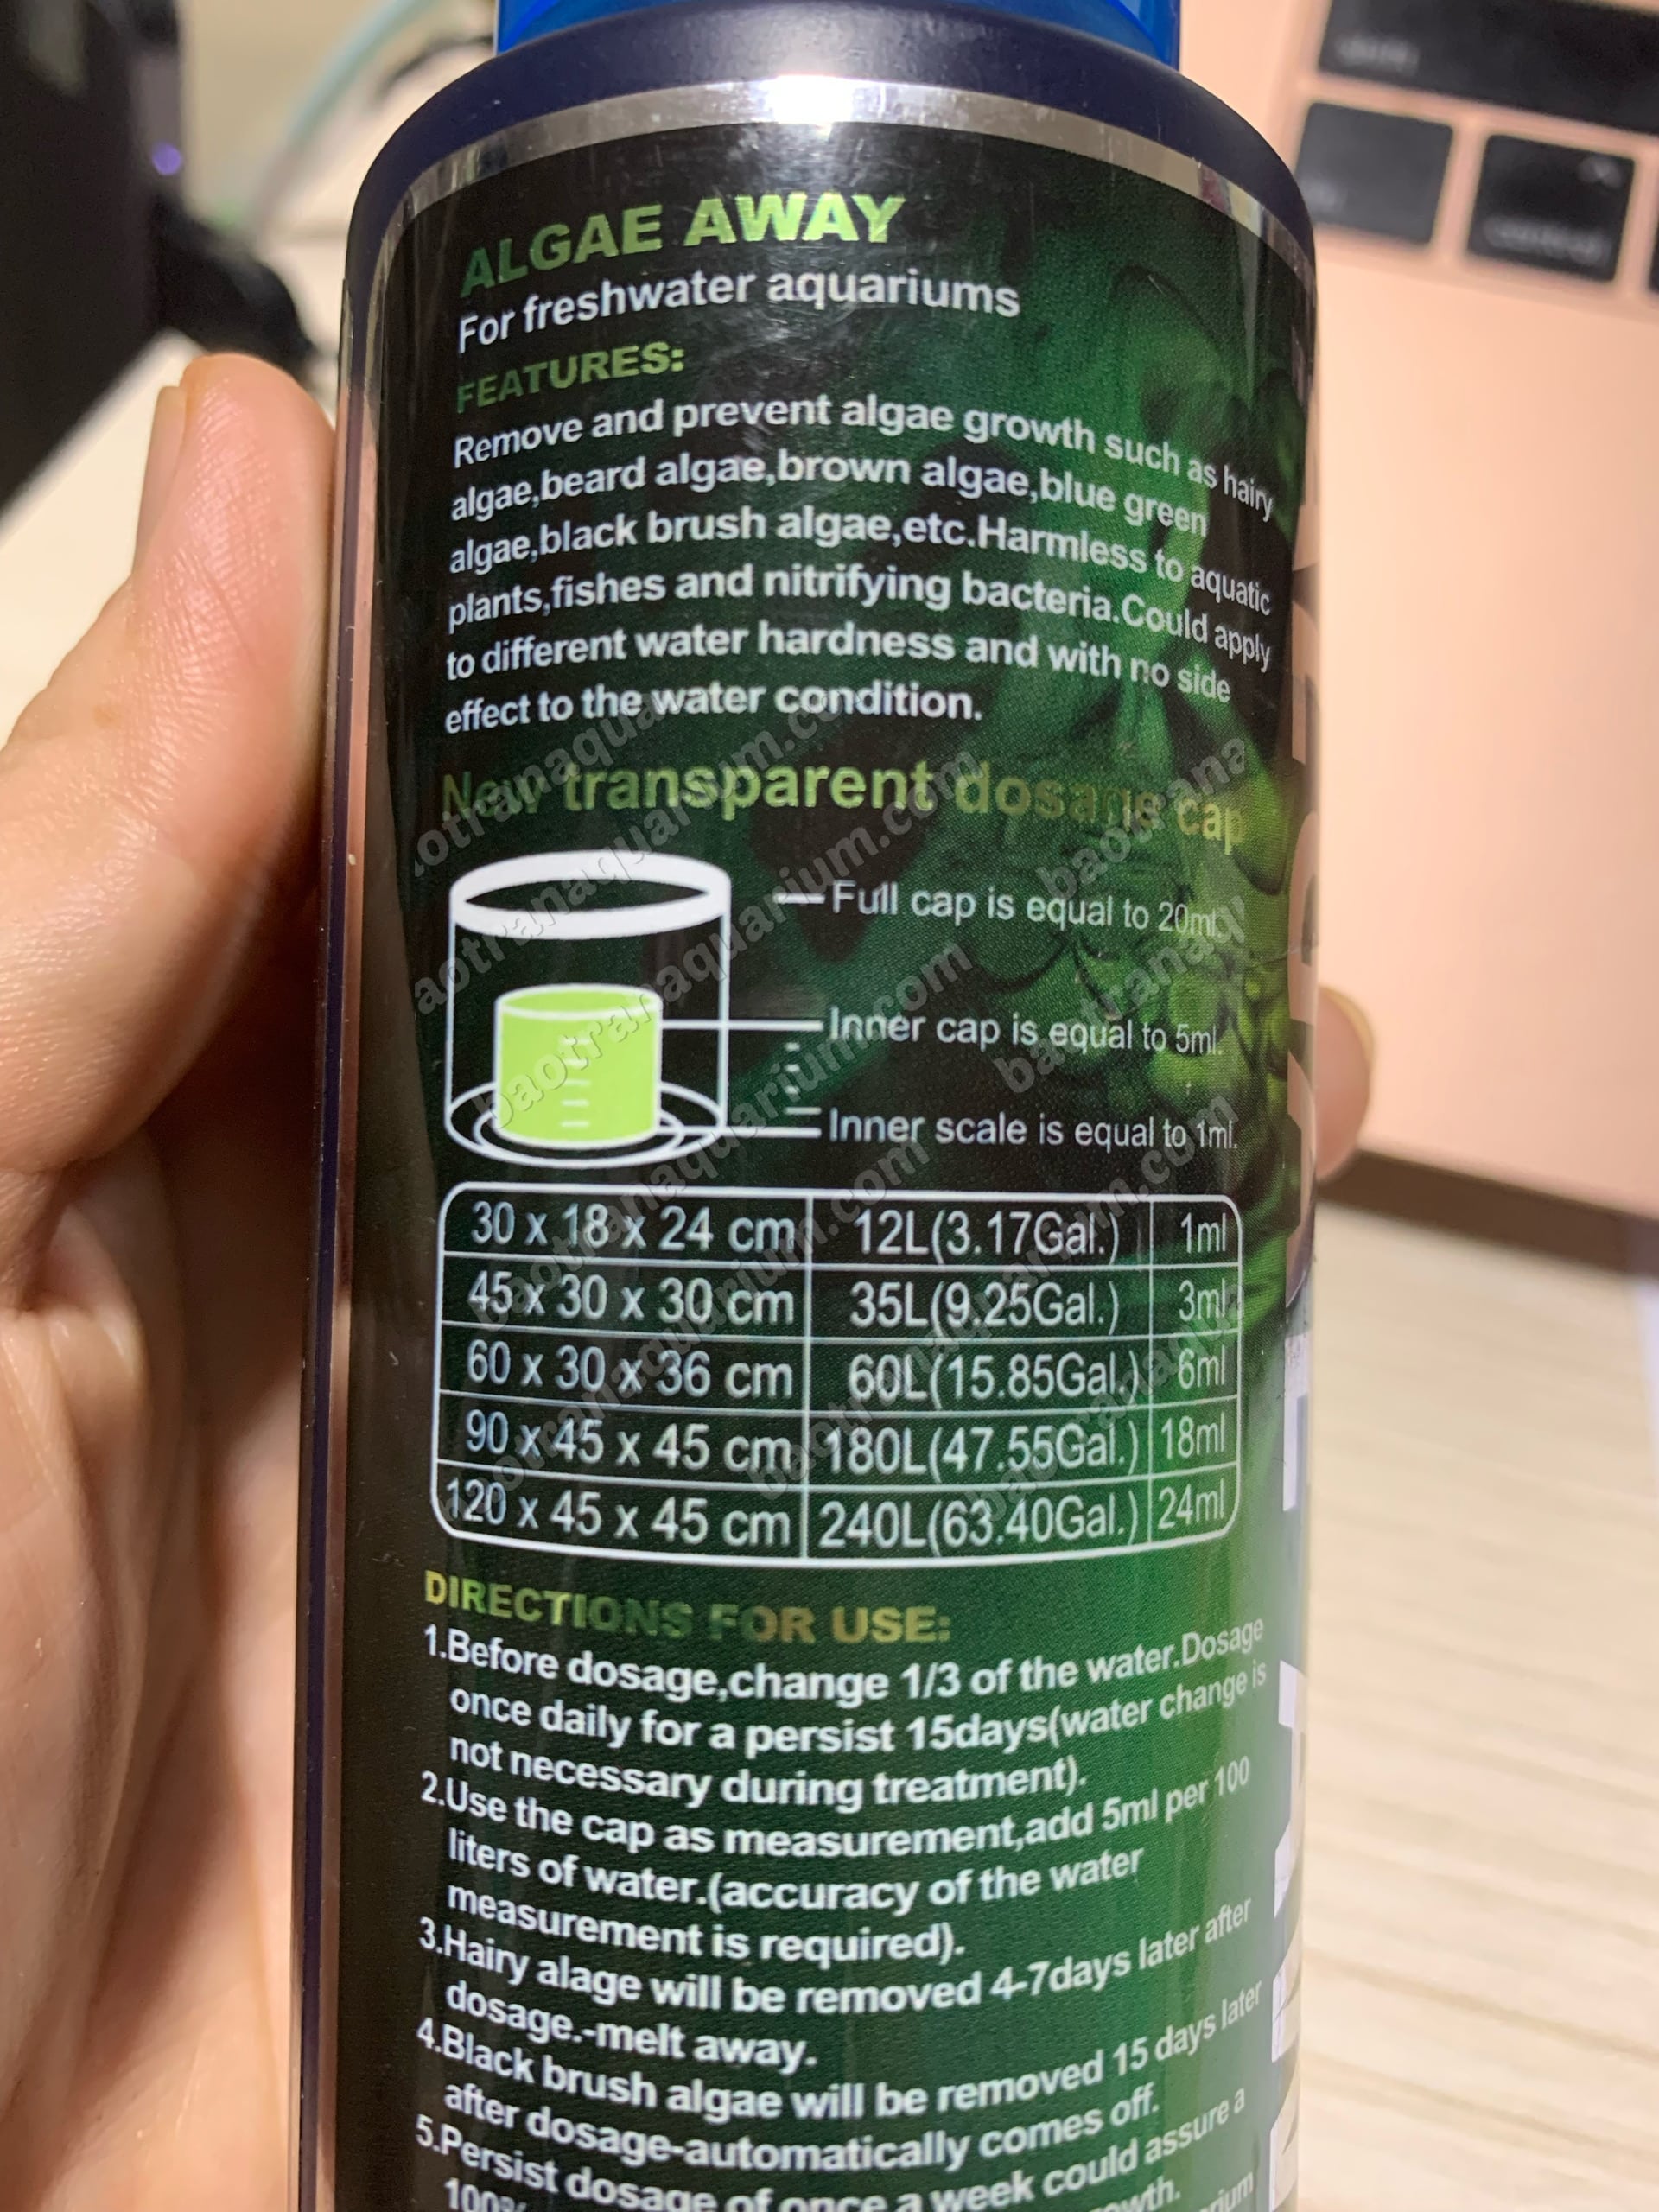 ALGAE AWAY
For freshwater aquariums
FEATURES:
Remove and prevent algae growth such as hairy
algae,beard algae,brown algae,blue green
algae,black brush algae,etc.Harmless to aquatic
plants,fishes and nitrifying bacteria.Could apply
to different water hardness and with no side
effect to the water condition.
New transparent dosage cap
Full cap is equal to 20ml.
Inner cap is equal to 5ml.
Inner scale is equal to 1ml.
30 x 18 x 24 cm 12L(3.17Gal.) 1ml
45 x 30 x 30 cm 35L(9.25Gal.) 3ml
60 x 30 x 36 cm 60L(15.85Gal.) 6ml
90 x 45 x 45 cm 180L(47.55Gal.) 18ml
120 x 45 x 45 cm 240L(63.40Gal.) 24ml
DIRECTIONS FOR USE:
1.Before dosage,change 1/3 of the water.Dosage
once daily for a persist 15days(water change is
not necessary during treatment).
2.Use the cap as measurement,add 5ml per 100
liters of water.(accuracy of the water
measurement is required).
3.Hairy alage will be removed 4-7days later after
dosage.-melt away.
4.Black brush algae will be removed 15 days later
after dosage-automatically comes off.
5.Persist dosage of once a week could assure a
baotranaquarium.com